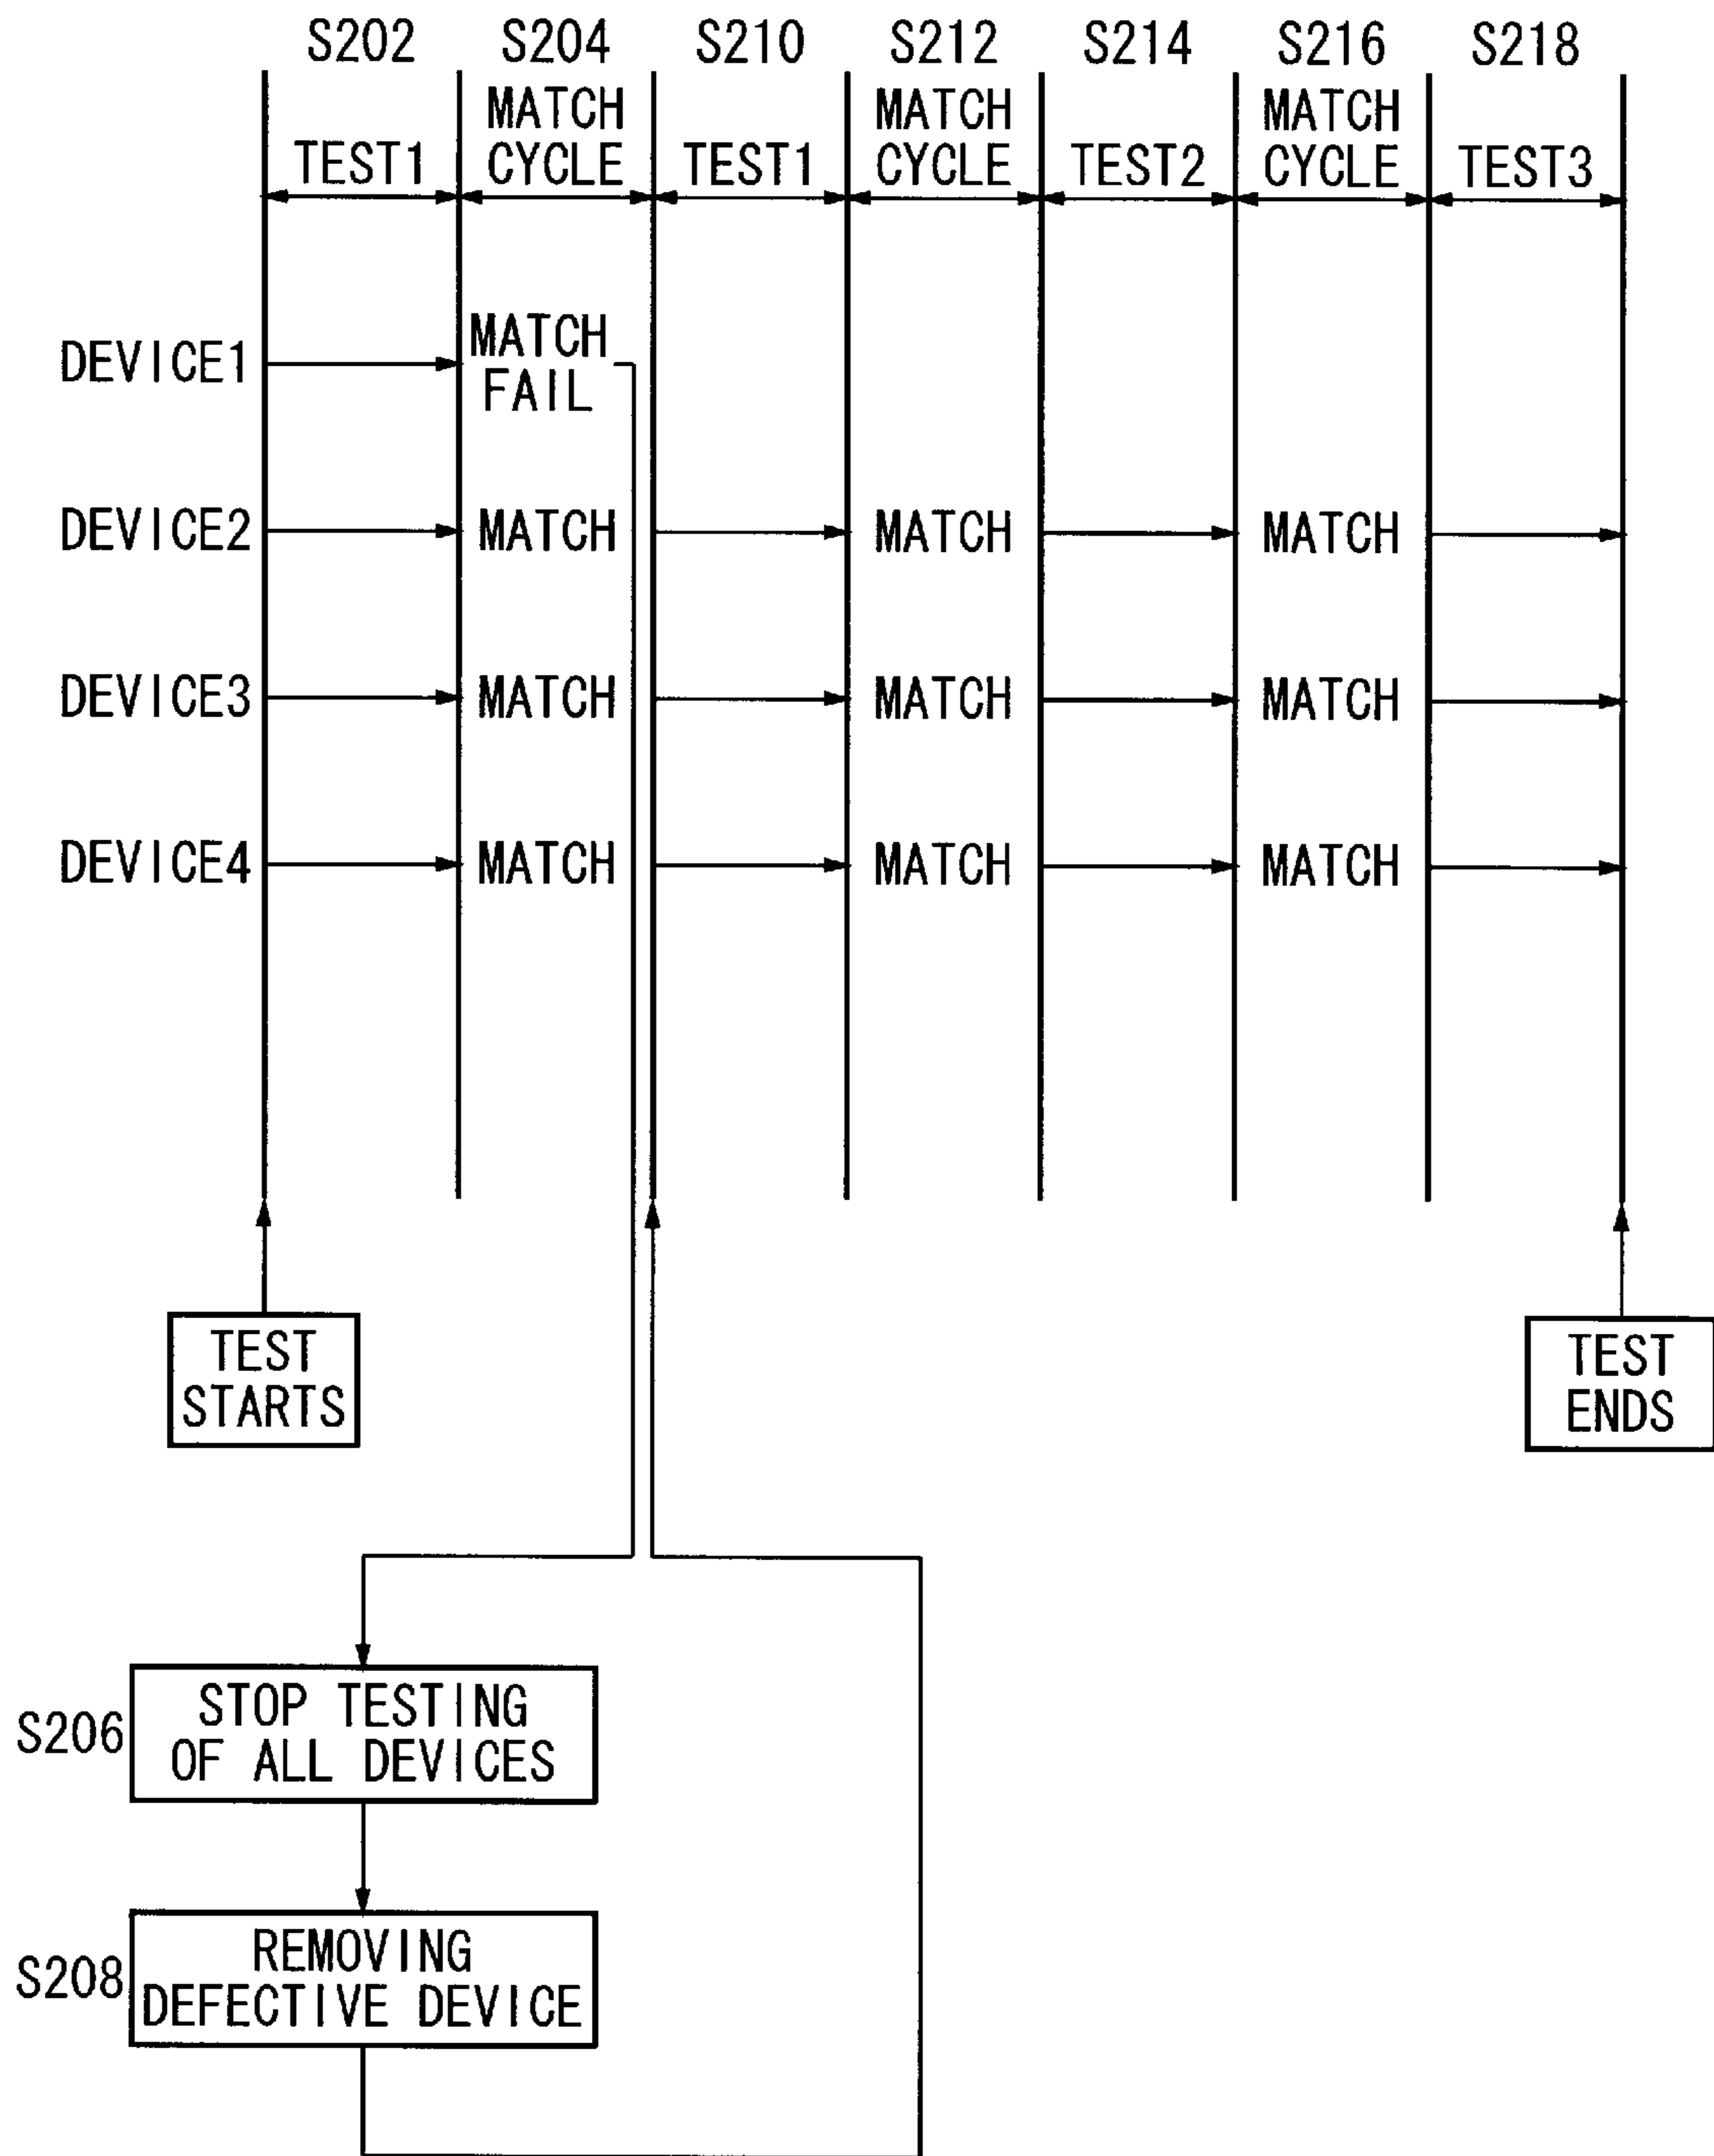 S202 S204 S210 S212 S214 S216 S218
TEST1
MATCH
CYCLE
TEST1
MATCH
CYCLE
TEST2
MATCH
CYCLE
TEST3
DEVICE1
MATCH
FAIL
DEVICE2 MATCH MATCH MATCH
DEVICE3 MATCH MATCH MATCH
DEVICE4 MATCH MATCH MATCH
TEST
STARTS
TEST
ENDS
S206
STOP TESTING
OF ALL DEVICES
S208
REMOVING
DEFECTIVE DEVICE